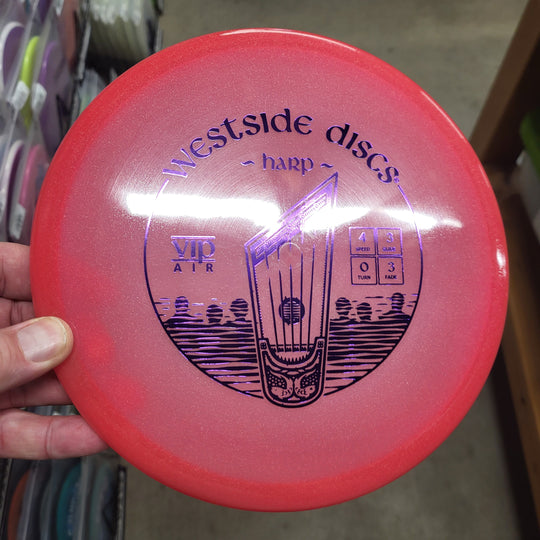 westside discs
~ harp ~
VIP
AIR
4 SPEED
3 GLIDE
0 TURN
3 FADE